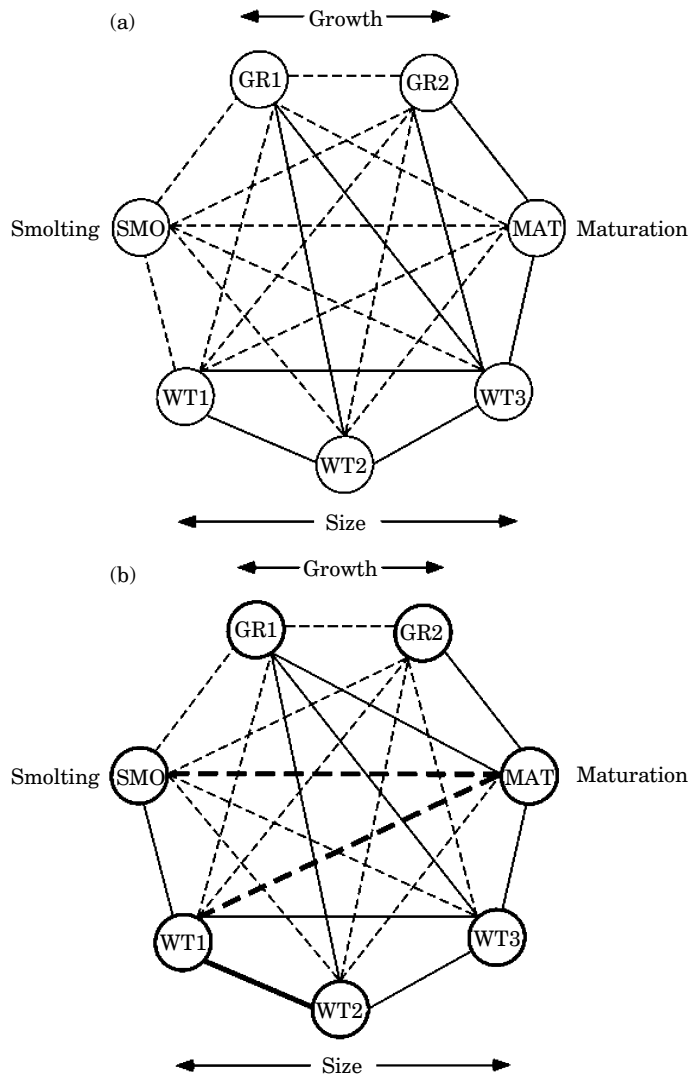 (a)
Growth
GR1 GR2
Smolting SMO MAT Maturation
WT1 WT3
WT2
Size
(b)
Growth
GR1 GR2
Smolting SMO MAT Maturation
WT1 WT3
WT2
Size